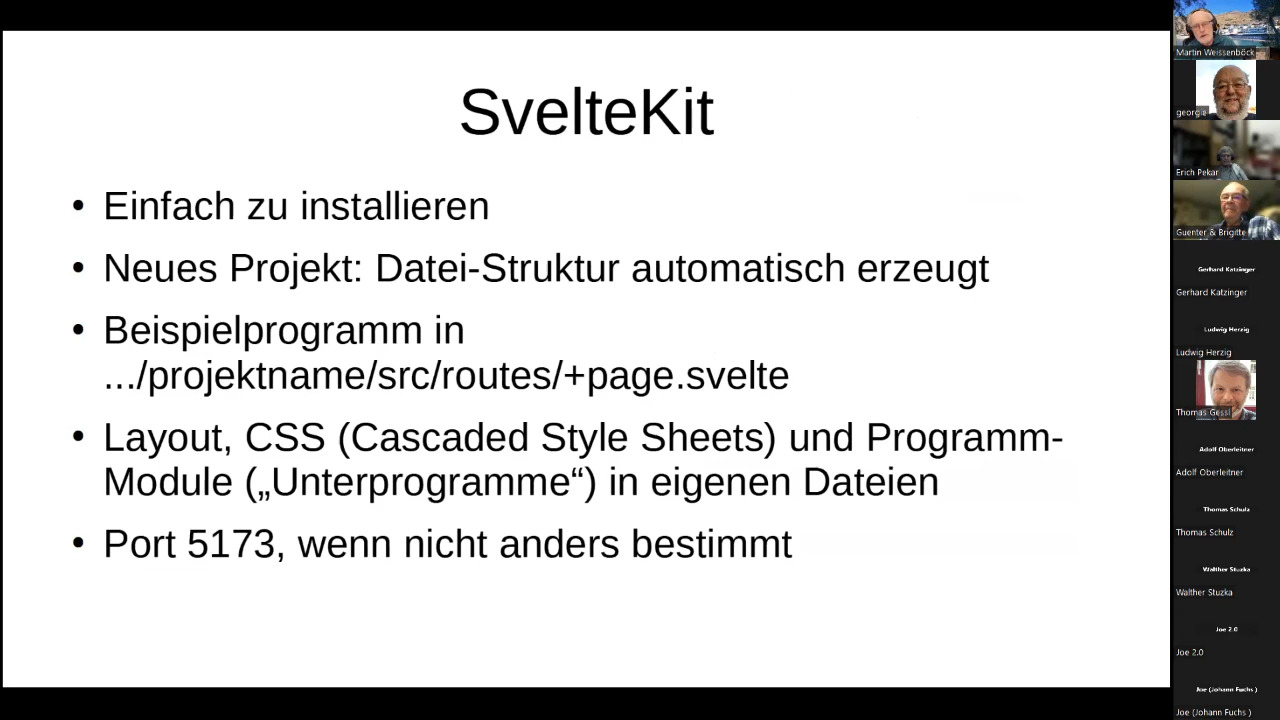 SvelteKit
• Einfach zu installieren
• Neues Projekt: Datei-Struktur automatisch erzeugt
• Beispielprogramm in
.../projektname/src/routes/+page.svelte
• Layout, CSS (Cascaded Style Sheets) und Programm-
Module („Unterprogramme“) in eigenen Dateien
• Port 5173, wenn nicht anders bestimmt
Martin Weissenböck
georgie
Erich Pekar
Guenter & Brigitte
Gerhard Katzinger
Gerhard Katzinger
Ludwig Herzig
Ludwig Herzig
Thomas Gessl
Adolf Oberleitner
Adolf Oberleitner
Thomas Schulz
Thomas Schulz
Walther Stuzka
Walther Stuzka
Joe 2.0
Joe 2.0
Joe (Johann Fuchs )
Joe (Johann Fuchs )